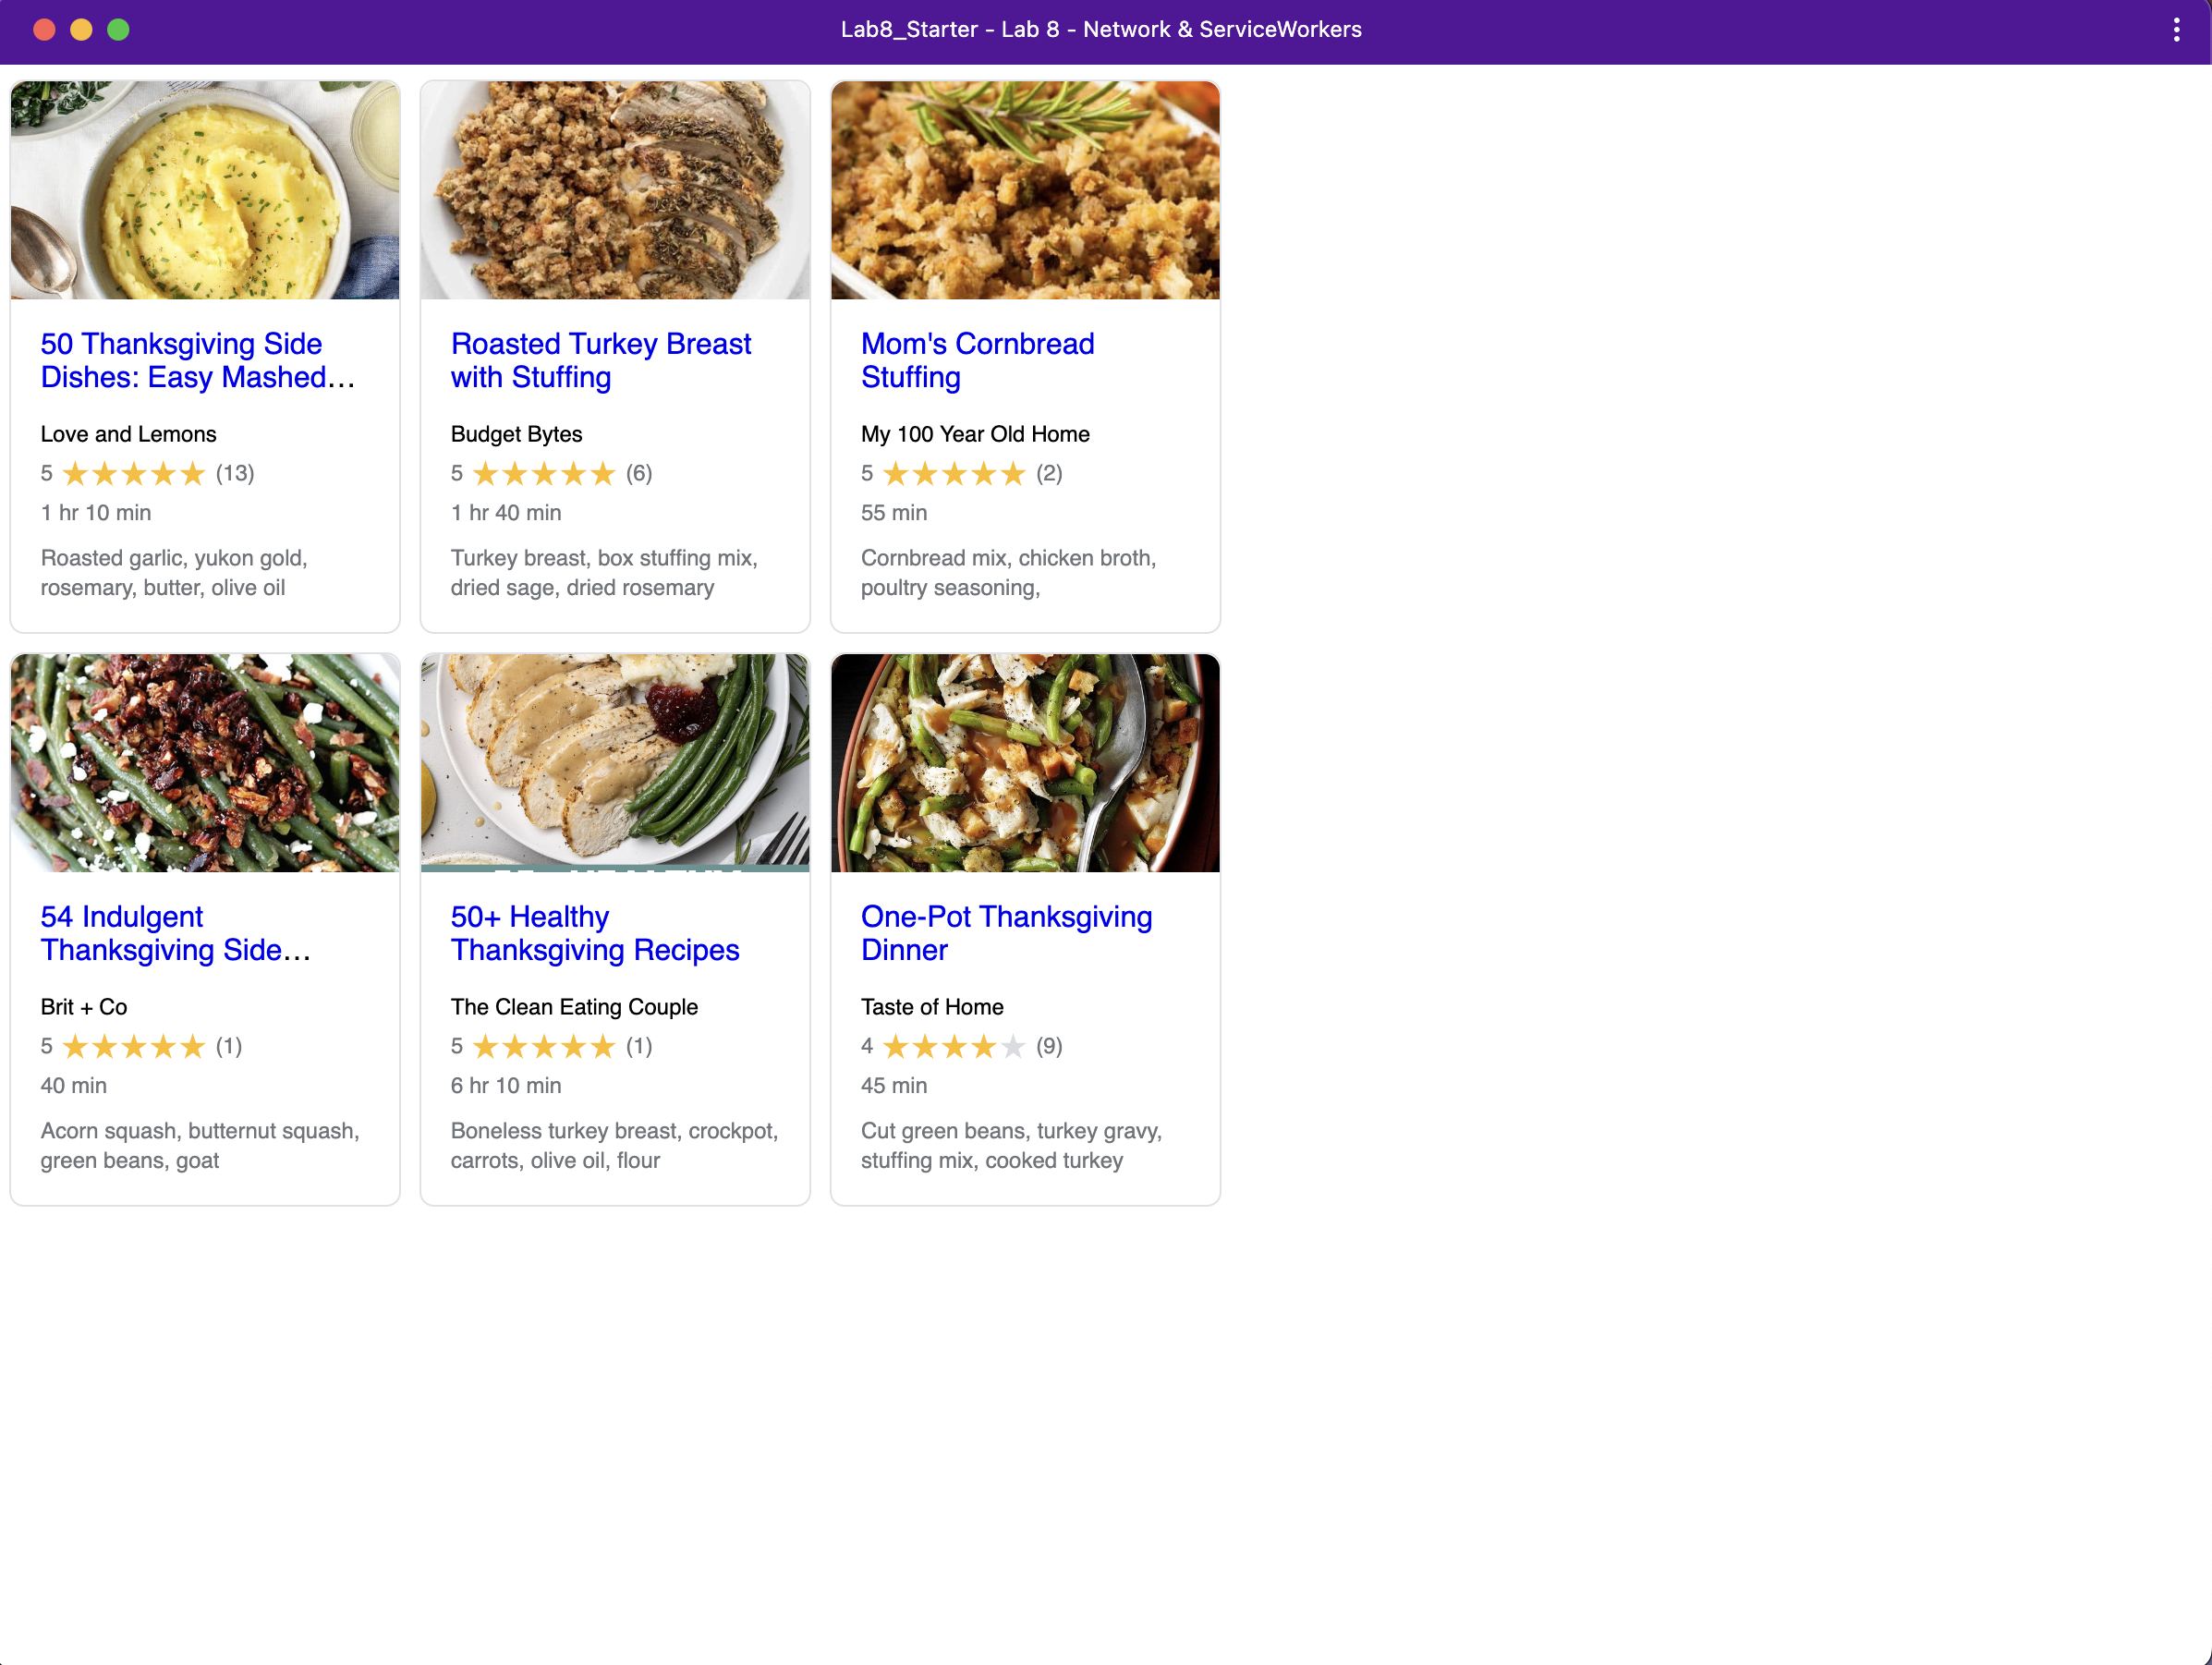 Lab8_Starter - Lab 8 - Network & ServiceWorkers
50 Thanksgiving Side
Dishes: Easy Mashed...
Love and Lemons
5 ★★★★★ (13)
1 hr 10 min
Roasted garlic, yukon gold,
rosemary, butter, olive oil
Roasted Turkey Breast
with Stuffing
Budget Bytes
5 ★★★★★ (6)
1 hr 40 min
Turkey breast, box stuffing mix,
dried sage, dried rosemary
Mom's Cornbread
Stuffing
My 100 Year Old Home
5 ★★★★★ (2)
55 min
Cornbread mix, chicken broth,
poultry seasoning,
54 Indulgent
Thanksgiving Side...
Brit + Co
5 ★★★★★ (1)
40 min
Acorn squash, butternut squash,
green beans, goat
50+ Healthy
Thanksgiving Recipes
The Clean Eating Couple
5 ★★★★★ (1)
6 hr 10 min
Boneless turkey breast, crockpot,
carrots, olive oil, flour
One-Pot Thanksgiving
Dinner
Taste of Home
4 ★★★★★ (9)
45 min
Cut green beans, turkey gravy,
stuffing mix, cooked turkey